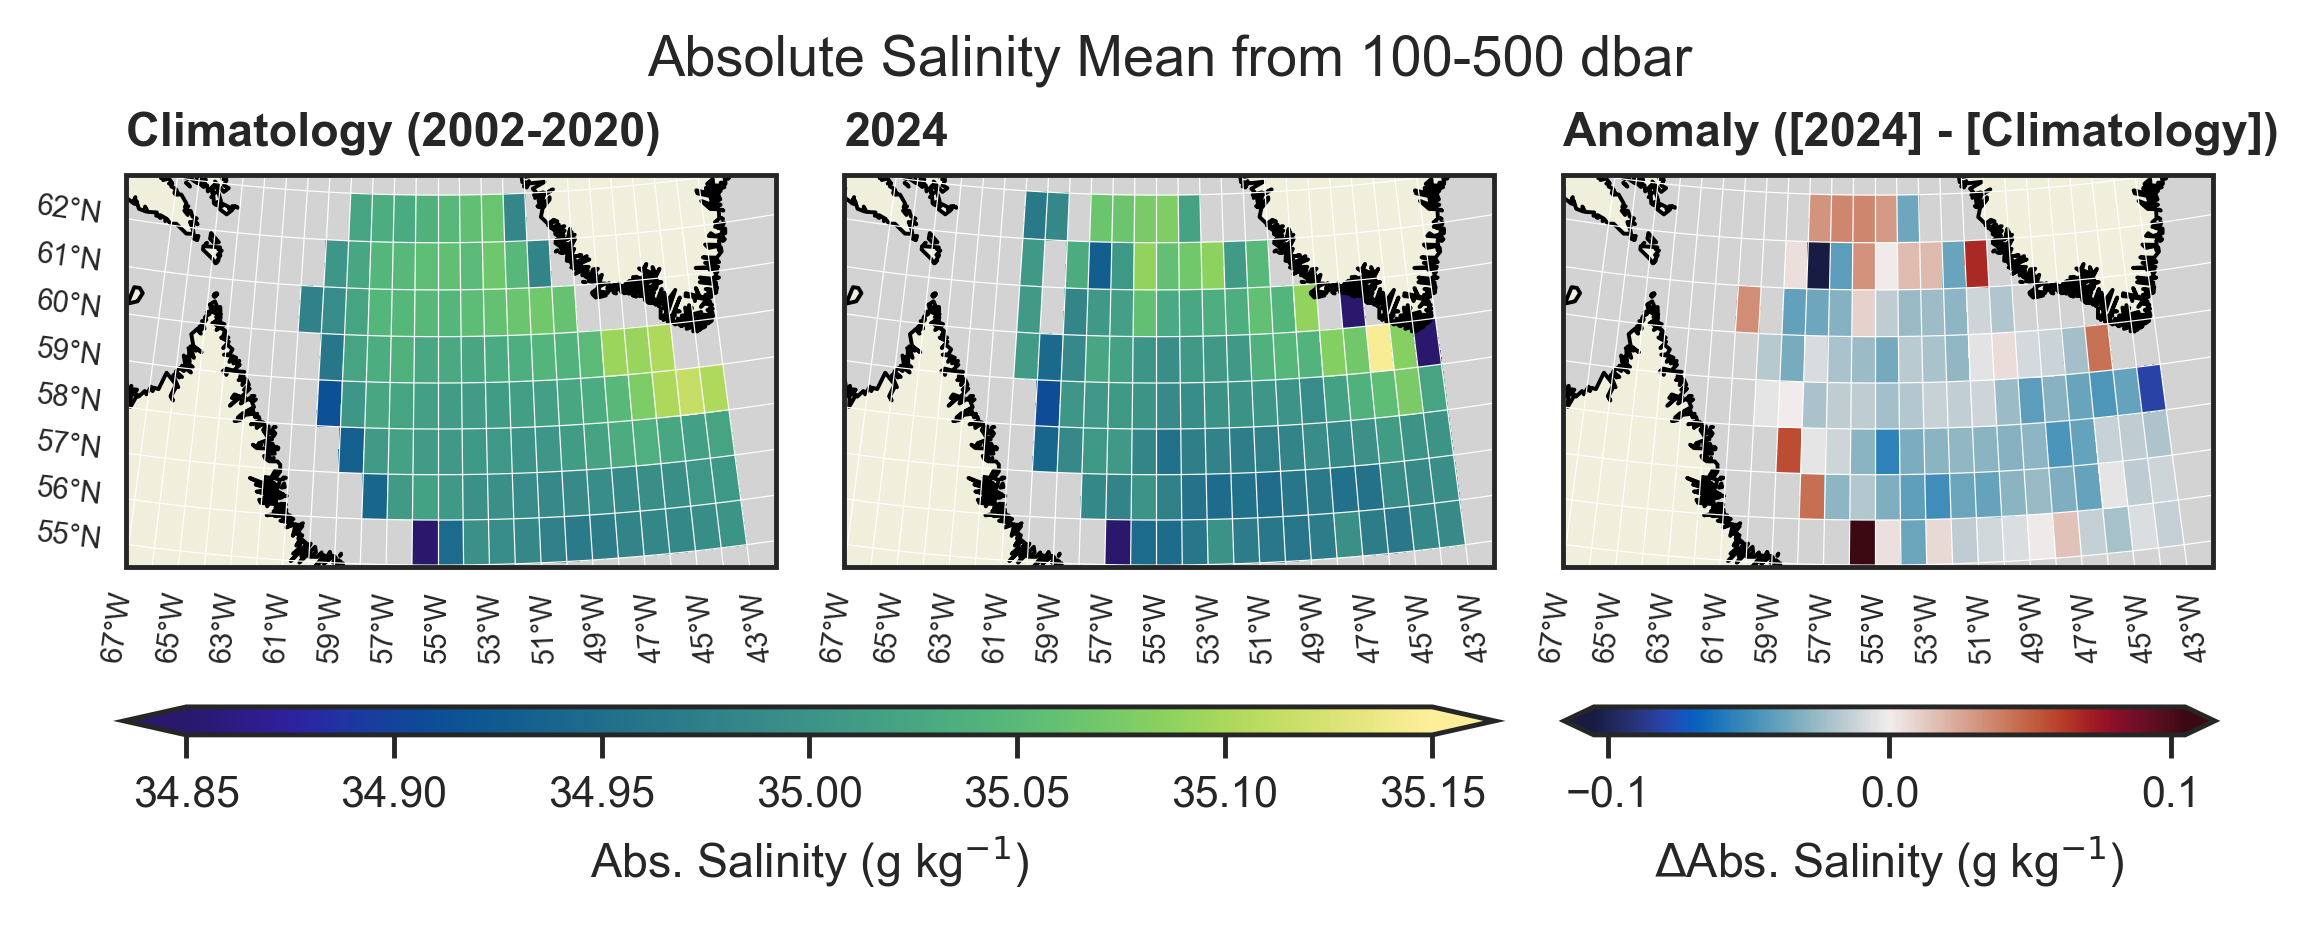 Absolute Salinity Mean from 100-500 dbar
Climatology (2002-2020)
2024
Anomaly ([2024] - [Climatology])
62°N
61°N
60°N
59°N
58°N
57°N
56°N
55°N
67°W 65°W 63°W 61°W 59°W 57°W 55°W 53°W 51°W 49°W 47°W 45°W 43°W
67°W 65°W 63°W 61°W 59°W 57°W 55°W 53°W 51°W 49°W 47°W 45°W 43°W
67°W 65°W 63°W 61°W 59°W 57°W 55°W 53°W 51°W 49°W 47°W 45°W 43°W
34.85 34.90 34.95 35.00 35.05 35.10 35.15
Abs. Salinity (g kg⁻¹)
−0.1 0.0 0.1
ΔAbs. Salinity (g kg⁻¹)